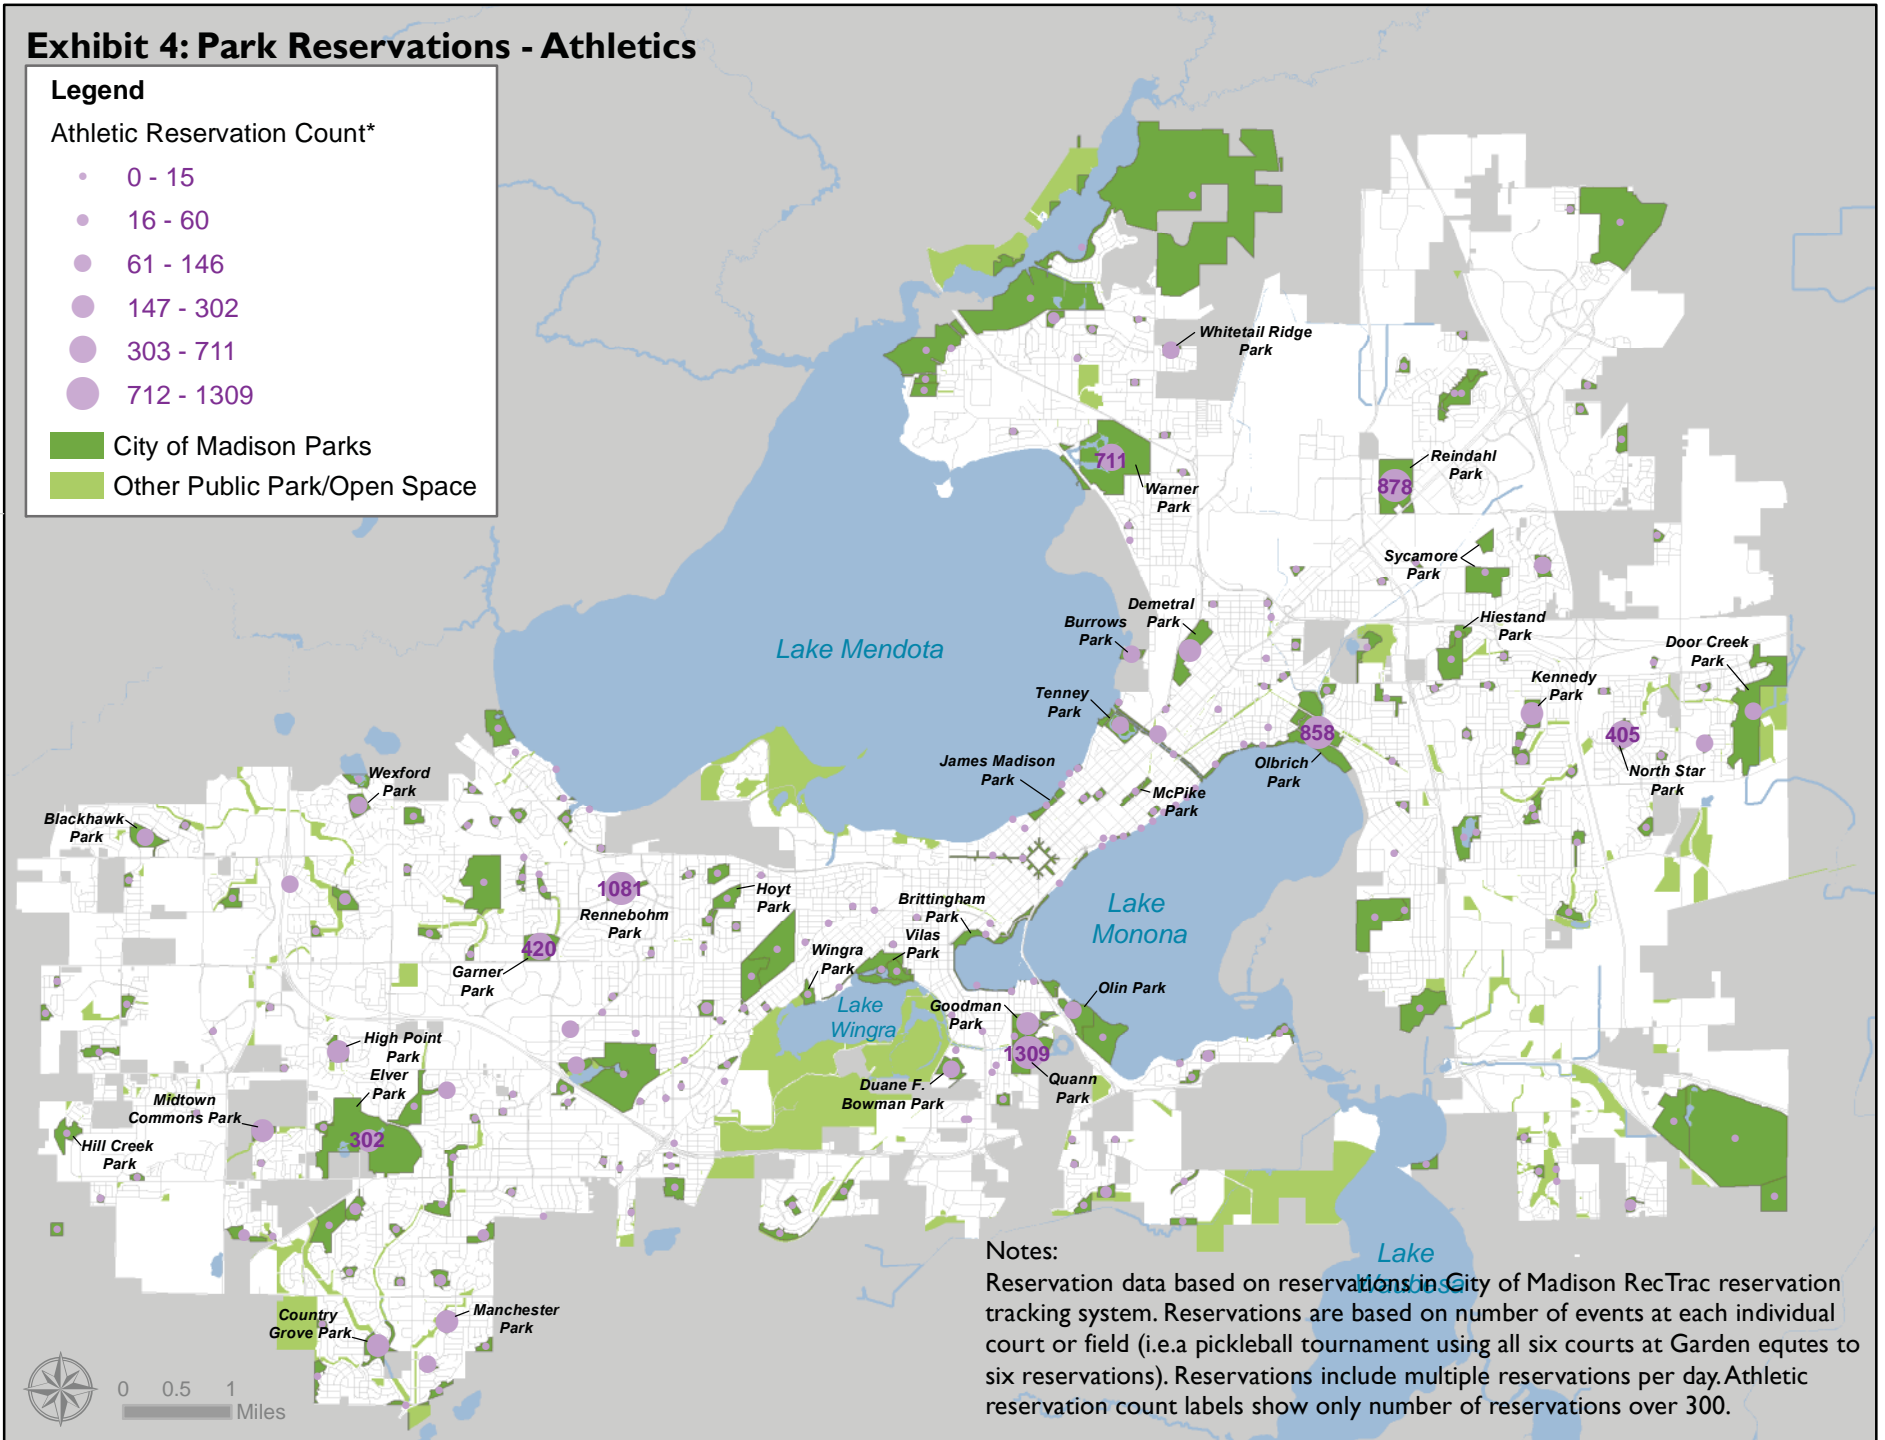 Exhibit 4: Park Reservations - Athletics
Legend
Athletic Reservation Count*
0 - 15
16 - 60
61 - 146
147 - 302
303 - 711
712 - 1309
City of Madison Parks
Other Public Park/Open Space
Whitetail Ridge
Park
711
Warner
Park
Reindahl
Park
878
Sycamore
Park
Demetral
Park
Burrows
Park
Hiestand
Park
Door Creek
Park
Kennedy
Park
Lake Mendota
Tenney
Park
858
Olbrich
Park
405
North Star
Park
James Madison
Park
McPike
Park
Wexford
Park
Blackhawk
Park
1081
Rennebohm
Park
Hoyt
Park
Brittingham
Park
Lake
Monona
420
Garner
Park
Wingra
Park
Vilas
Park
Lake
Wingra
Goodman
Park
Olin Park
1309
Quann
Park
Duane F.
Bowman Park
High Point
Park
Elver
Park
Midtown
Commons Park
302
Hill Creek
Park
Country
Grove Park
Manchester
Park
Lake
Waubesa
0 0.5 1
Miles
Notes:
Reservation data based on reservations in City of Madison RecTrac reservation
tracking system. Reservations are based on number of events at each individual
court or field (i.e.a pickleball tournament using all six courts at Garden equtes to
six reservations). Reservations include multiple reservations per day. Athletic
reservation count labels show only number of reservations over 300.